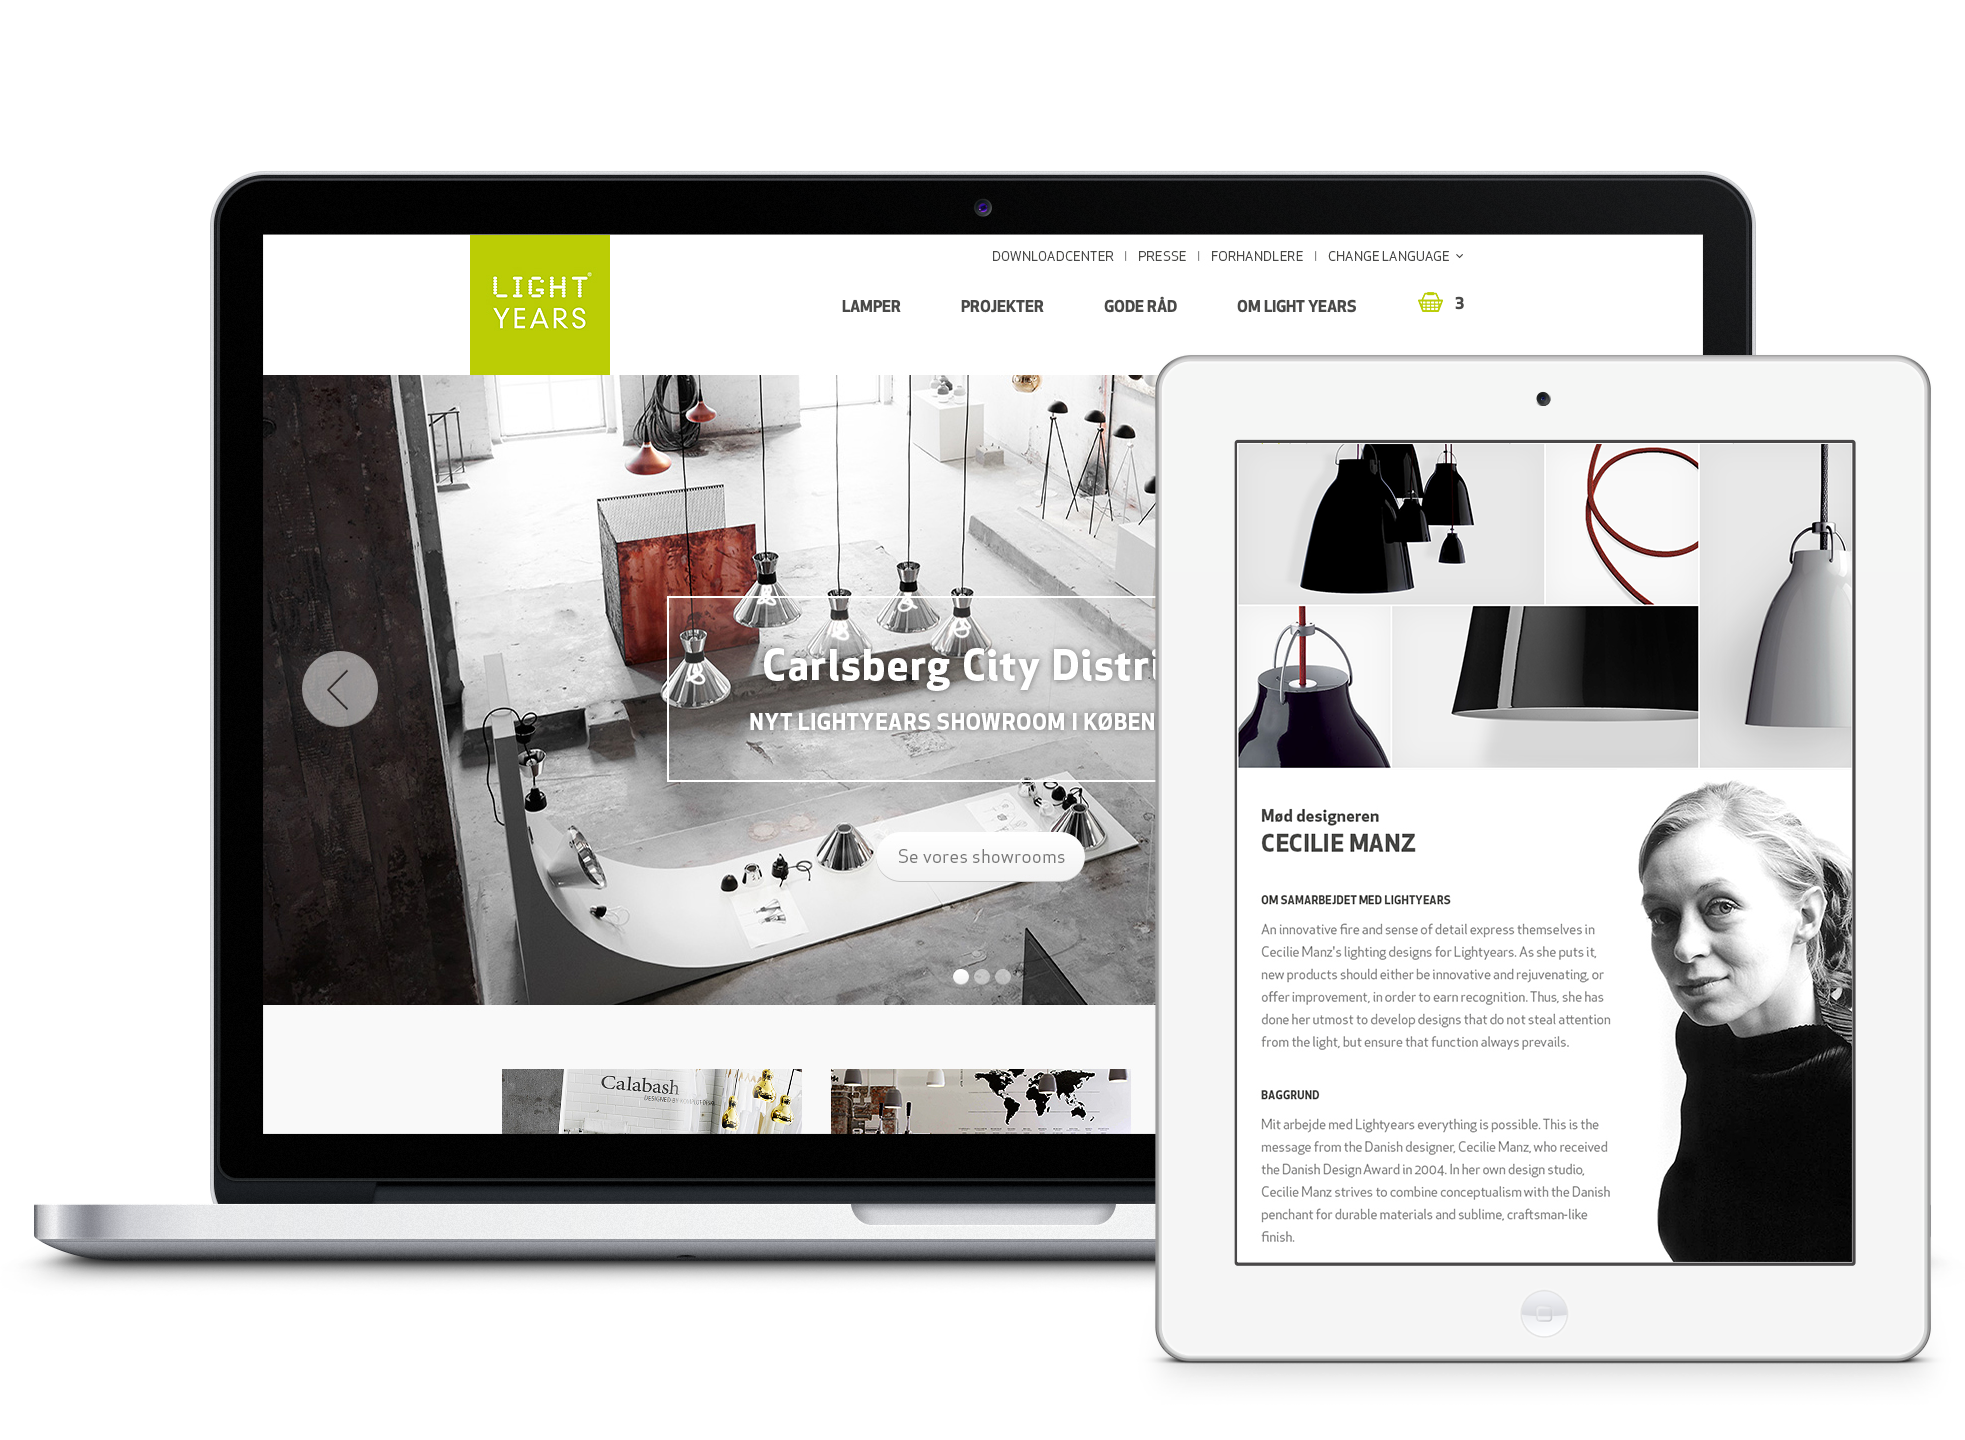 LIGHT
YEARS
DOWNLOADCENTER | PRESSE | FORHANDLERE | CHANGE LANGUAGE
LAMPER PROJEKTER GODE RÅD OM LIGHT YEARS 3
Carlsberg City Distri
NYT LIGHTYEARS SHOWROOM I KØBEN
Se vores showrooms
Calabash
Mød designeren
CECILIE MANZ
OM SAMARBEJDET MED LIGHTYEARS
An innovative fire and sense of detail express themselves in
Cecilie Manz's lighting designs for Lightyears. As she puts it,
new products should either be innovative and rejuvenating, or
offer improvement, in order to earn recognition. Thus, she has
done her utmost to develop designs that do not steal attention
from the light, but ensure that function always prevails.
BAGGRUND
Mit arbejde med Lightyears everything is possible. This is the
message from the Danish designer, Cecilie Manz, who received
the Danish Design Award in 2004. In her own design studio,
Cecilie Manz strives to combine conceptualism with the Danish
penchant for durable materials and sublime, craftsman-like
finish.